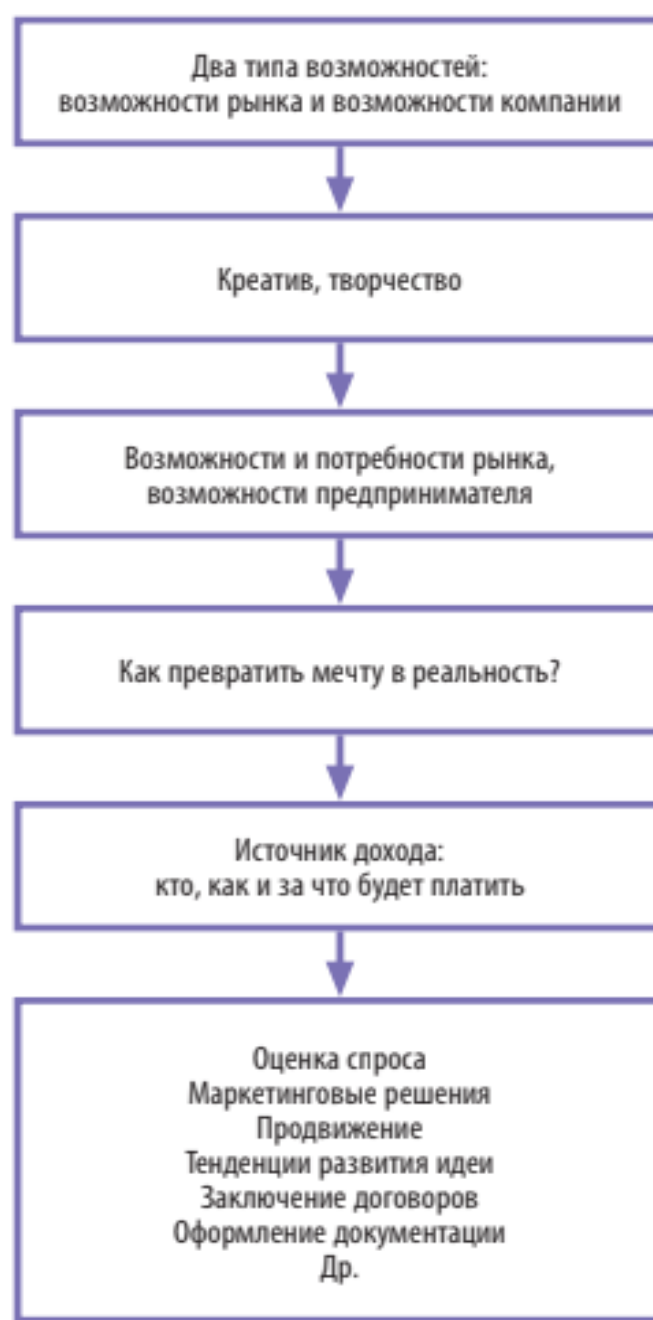 Два типа возможностей:
возможности рынка и возможности компании
Креатив, творчество
Возможности и потребности рынка,
возможности предпринимателя
Как превратить мечту в реальность?
Источник дохода:
кто, как и за что будет платить
Оценка спроса
Маркетинговые решения
Продвижение
Тенденции развития идеи
Заключение договоров
Оформление документации
Др.